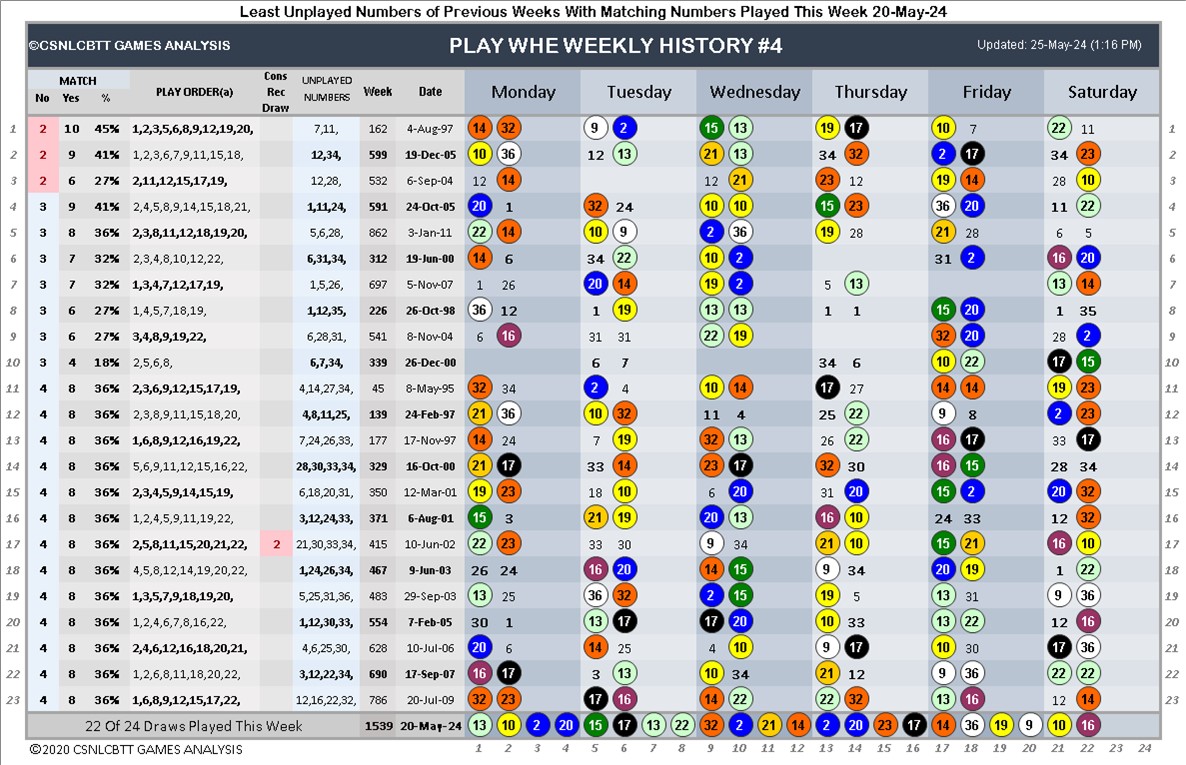 Least Unplayed Numbers of Previous Weeks With Matching Numbers Played This Week 20-May-24
©CSNLCBTT GAMES ANALYSIS PLAY WHE WEEKLY HISTORY #4 Updated: 25-May-24 (1:16 PM)
MATCH
No Yes % PLAY ORDER(a) Cons Rec Draw UNPLAYED NUMBERS Week Date Monday Tuesday Wednesday Thursday Friday Saturday
1 2 10 45% 1,2,3,5,6,8,9,12,19,20, 7,11, 162 4-Aug-97 14 32 9 2 15 13 19 17 10 7 22 11 1
2 2 9 41% 1,2,3,6,7,9,11,15,18, 12,34, 599 19-Dec-05 10 36 12 13 21 13 34 32 2 17 34 23 2
3 2 6 27% 2,11,12,15,17,19, 12,28, 532 6-Sep-04 12 14 12 21 23 12 19 14 28 10 3
4 3 9 41% 2,4,5,8,9,14,15,18,21, 1,11,24, 591 24-Oct-05 20 1 32 24 10 10 15 23 36 20 11 22 4
5 3 8 36% 2,3,8,11,12,18,19,20, 5,6,28, 862 3-Jan-11 22 14 10 9 2 36 19 28 21 28 6 5 5
6 3 7 32% 2,3,4,8,10,12,22, 6,31,34, 312 19-Jun-00 14 6 34 22 10 2 31 2 16 20 6
7 3 7 32% 1,3,4,7,12,17,19, 1,5,26, 697 5-Nov-07 1 26 20 14 19 2 5 13 13 14 7
8 3 6 27% 1,4,5,7,18,19, 1,12,35, 226 26-Oct-98 36 12 1 19 13 13 1 1 15 20 1 35 8
9 3 6 27% 3,4,8,9,19,22, 6,28,31, 541 8-Nov-04 6 16 31 31 22 19 32 20 28 2 9
10 3 4 18% 2,5,6,8, 6,7,34, 339 26-Dec-00 6 7 34 6 10 22 17 15 10
11 4 8 36% 2,3,6,9,12,15,17,19, 4,14,27,34, 45 8-May-95 32 34 2 4 10 14 17 27 14 14 19 23 11
12 4 8 36% 2,3,8,9,11,15,18,20, 4,8,11,25, 139 24-Feb-97 21 36 10 32 11 4 25 22 9 8 2 23 12
13 4 8 36% 1,6,8,9,12,16,19,22, 7,24,26,33, 177 17-Nov-97 14 24 7 19 32 13 26 22 16 17 33 17 13
14 4 8 36% 5,6,9,11,12,15,16,22, 28,30,33,34, 329 16-Oct-00 21 17 33 14 23 17 32 30 16 15 28 34 14
15 4 8 36% 2,3,4,5,9,14,15,19, 6,18,20,31, 350 12-Mar-01 19 23 18 10 6 20 31 20 15 2 20 32 15
16 4 8 36% 1,2,4,5,9,11,19,22, 3,12,24,33, 371 6-Aug-01 15 3 21 19 20 13 16 10 24 33 12 32 16
17 4 8 36% 2,5,8,11,15,20,21,22, 2 21,30,33,34, 415 10-Jun-02 22 23 33 30 9 34 21 10 15 21 16 10 17
18 4 8 36% 4,5,8,12,14,19,20,22, 1,24,26,34, 467 9-Jun-03 26 24 16 20 14 15 9 34 20 19 1 22 18
19 4 8 36% 1,3,5,7,9,18,19,20, 5,25,31,36, 483 29-Sep-03 13 25 36 32 2 15 19 5 13 31 9 36 19
20 4 8 36% 1,2,4,6,7,8,16,22, 1,12,30,33, 554 7-Feb-05 30 1 13 17 17 20 10 33 13 22 12 16 20
21 4 8 36% 2,4,6,12,16,18,20,21, 4,6,25,30, 628 10-Jul-06 20 6 14 25 4 10 9 17 10 30 17 36 21
22 4 8 36% 1,2,6,8,11,18,20,22, 3,12,22,34, 690 17-Sep-07 16 17 3 13 10 34 21 12 9 36 22 22 22
23 4 8 36% 1,6,8,9,12,15,17,22, 12,16,22,32, 786 20-Jul-09 32 23 17 16 14 22 22 32 13 16 12 14 23
22 Of 24 Draws Played This Week 1539 20-May-24 13 10 2 20 15 17 13 22 32 2 21 14 2 20 23 16 14 36 19 9 10 16
©2020 CSNLCBTT GAMES ANALYSIS 1 2 3 4 5 6 7 8 9 10 11 12 13 14 15 16 17 18 19 20 21 22 23 24